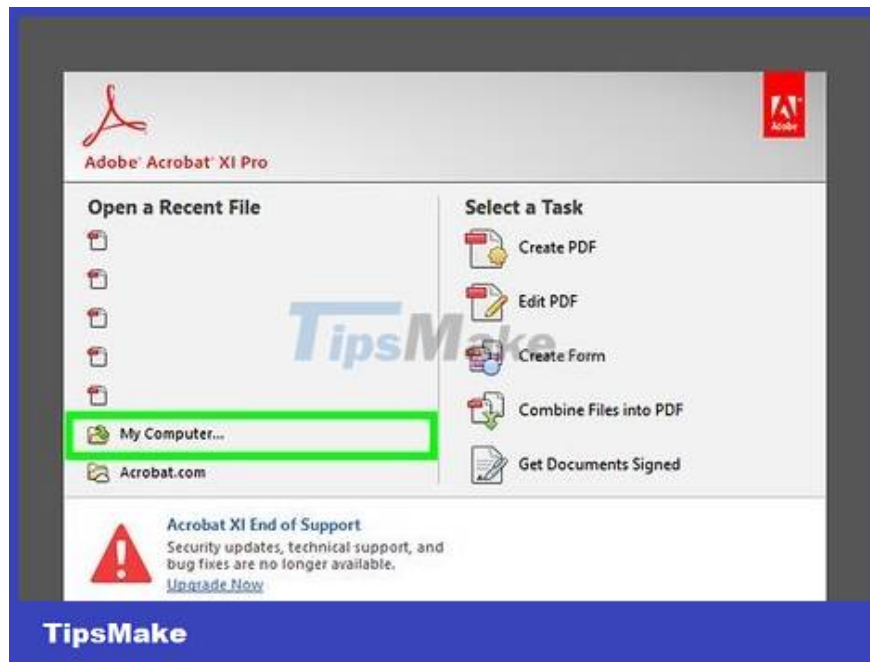 Adobe
Adobe® Acrobat® XI Pro
Open a Recent File
My Computer...
Acrobat.com
Select a Task
Create PDF
Edit PDF
Create Form
Combine Files into PDF
Get Documents Signed
TipsMake
Acrobat XI End of Support
Security updates, technical support, and
bug fixes are no longer available.
Upgrade Now
TipsMake